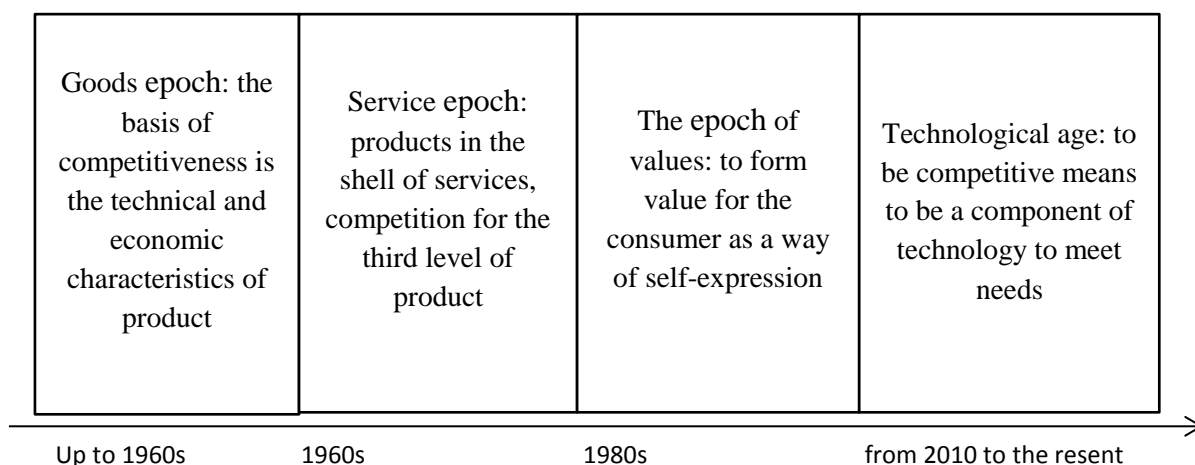 Goods epoch: the
basis of
competitiveness is
the technical and
economic
characteristics of
product
Service epoch:
products in the
shell of services,
competition for the
third level of
product
The epoch of
values: to form
value for the
consumer as a way
of self-expression
Technological age: to
be competitive means
to be a component of
technology to meet
needs
Up to 1960s
1960s
1980s
from 2010 to the resent